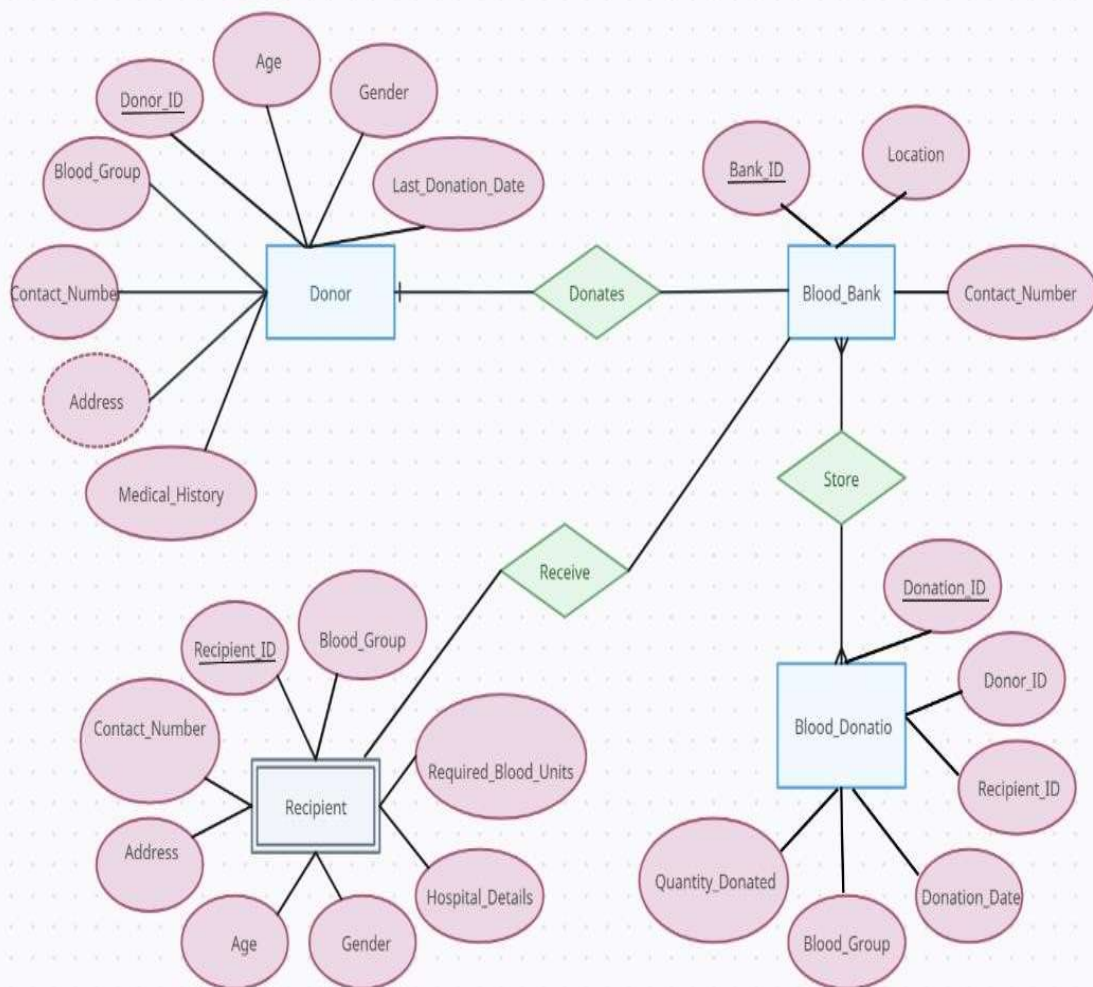 Age
Donor_ID
Gender
Blood_Group
Last_Donation_Date
Bank_ID
Location
Contact_Number
Donor
Donates
Blood_Bank
Contact_Number
Address
Medical_History
Store
Receive
Donation_ID
Recipient_ID
Blood_Group
Donor_ID
Contact_Number
Blood_Donatio
Required_Blood_Units
Recipient
Recipient_ID
Address
Quantity_Donated
Hospital_Details
Donation_Date
Age
Gender
Blood_Group